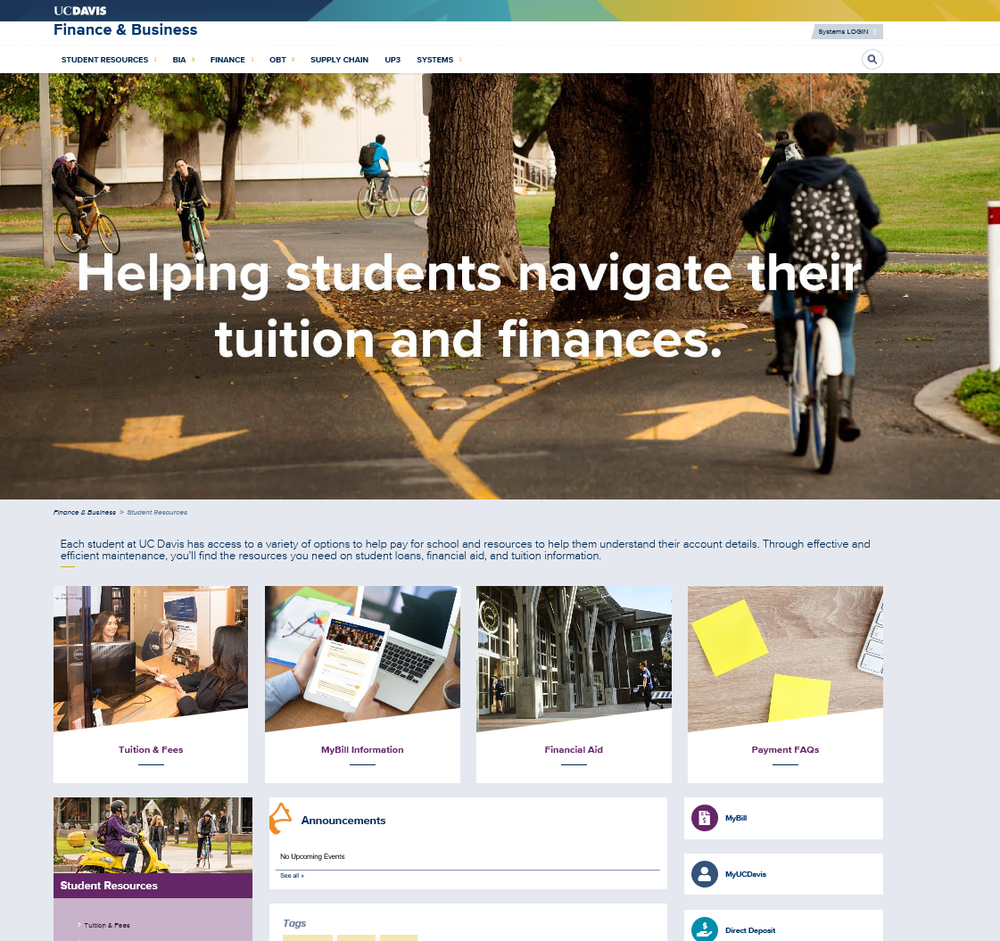 UCDAVIS
Finance & Business
Systems LOGIN
STUDENT RESOURCES BIA FINANCE OBT SUPPLY CHAIN UP3 SYSTEMS
Helping students navigate their
tuition and finances.
Finance & Business > Student Resources
Each student at UC Davis has access to a variety of options to help pay for school and resources to help them understand their account details. Through effective and
efficient maintenance, you'll find the resources you need on student loans, financial aid, and tuition information.
Tuition & Fees
MyBill Information
Financial Aid
Payment FAQs
Student Resources
Tuition & Fees
Announcements
No Upcoming Events
See all »
Tags
MyBill
MyUCDavis
Direct Deposit